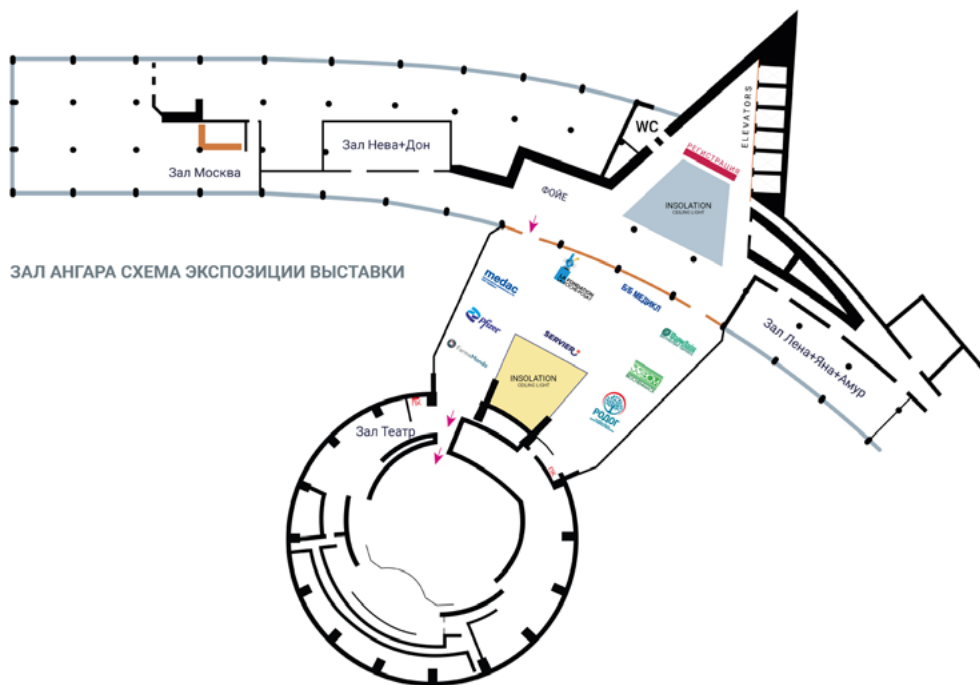 WC
ELEVATORS
РЕГИСТРАЦИЯ
Зал Нева+Дон
Зал Москва
ФОЙЕ
INSOLATION
CEILING LIGHT
ЗАЛ АНГАРА СХЕМА ЭКСПОЗИЦИИ ВЫСТАВКИ
medac
Б/Б МЕДИКЛ
Pfizer
SERVIER
Зал Лена+Яна+Амур
INSOLATION
CEILING LIGHT
РОДОГ
Зал Театр